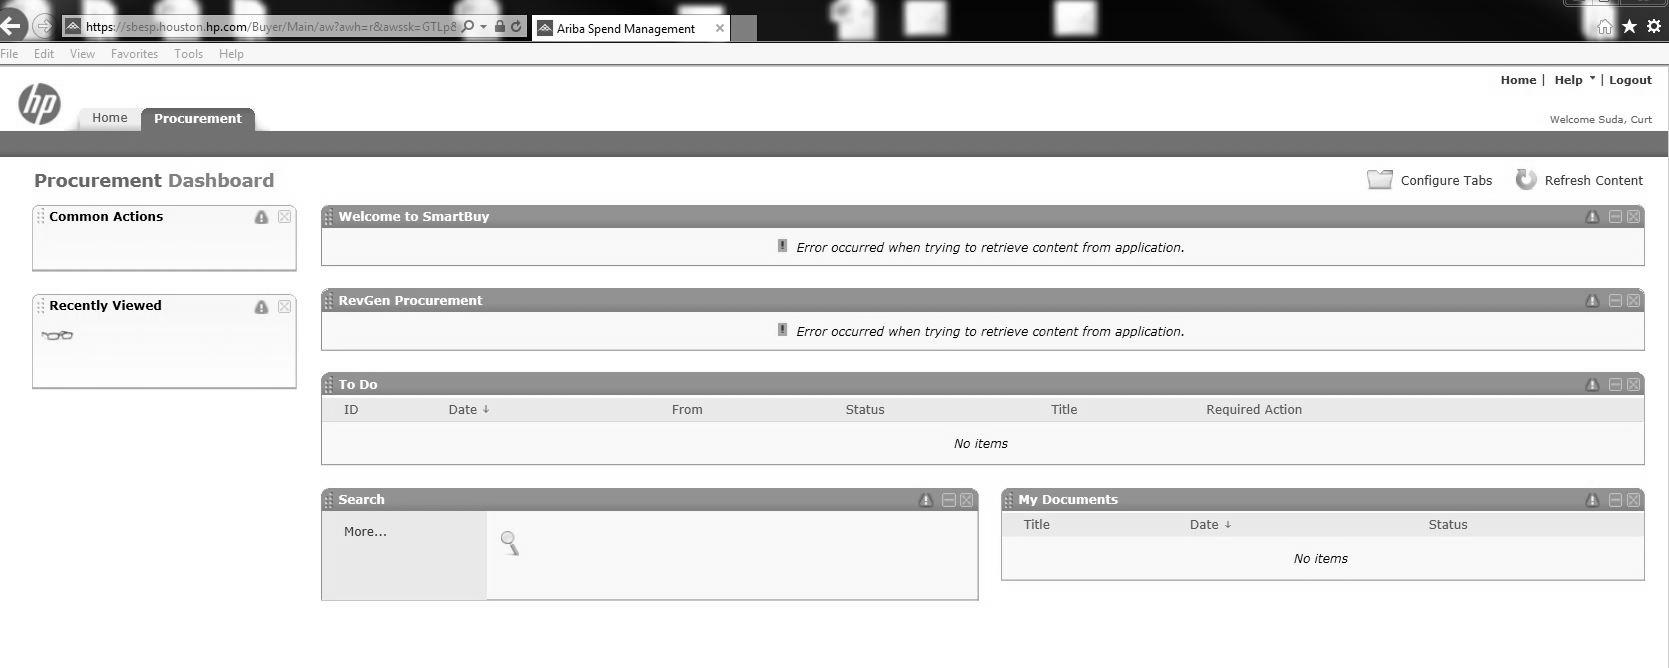 https://sbesp.houston.hp.com/Buyer/Main/aw?awh=r&awssk=GTLp8
Ariba Spend Management
File Edit View Favorites Tools Help
Home | Help | Logout
hp
Home Procurement
Welcome Suda, Curt
Procurement Dashboard
Configure Tabs Refresh Content
Common Actions
Recently Viewed
Welcome to SmartBuy
Error occurred when trying to retrieve content from application.
RevGen Procurement
Error occurred when trying to retrieve content from application.
To Do
ID Date From Status Title Required Action
No items
Search
More...
My Documents
Title Date Status
No items